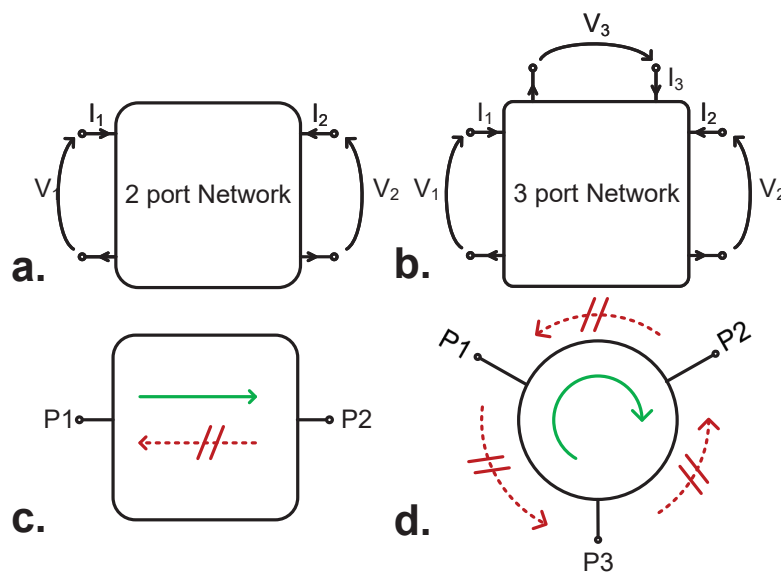 V₃
I₃
I₁
I₂
V₁
2 port Network
V₂
a.
I₁
I₂
V₁
3 port Network
V₂
b.
P1
P2
c.
P1
P2
P3
d.